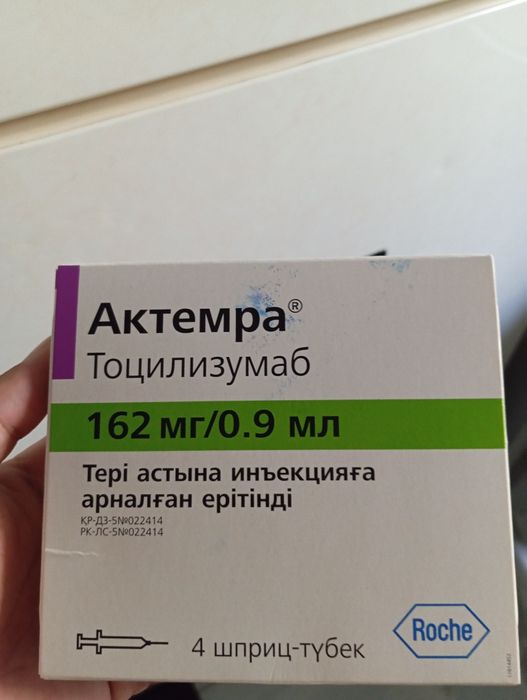 Актемра®
Тоцилизумаб
162 мг/0.9 мл
Тері астына инъекцияға
арналған ерітінді
ҚР-ДЗ-5№022414
РК-ЛС-5№022414
4 шприц-түбек
Roche